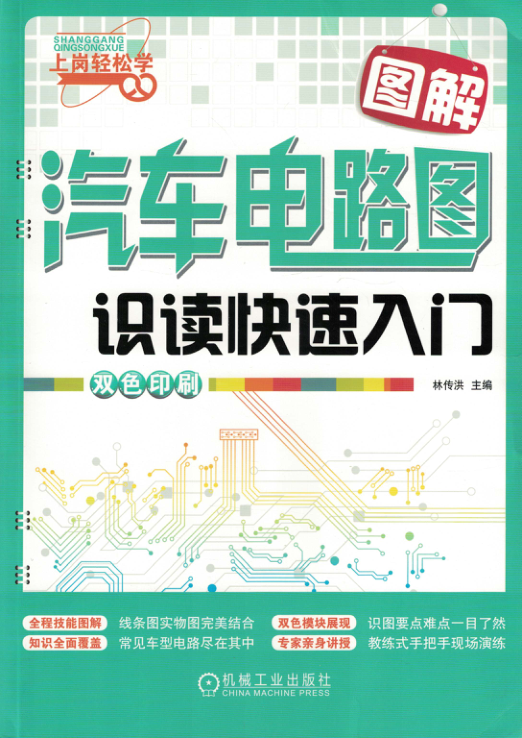 SHANGGANG
QINGSONGXUE
上岗轻松学
图解
汽车电路图
识读快速入门
双色印刷
林传洪 主编
全程技能图解 线条图实物图完美结合 双色模块展现 识图要点难点一目了然
知识全面覆盖 常见车型电路尽在其中 专家亲身讲授 教练式手把手现场演练
机械工业出版社
CHINA MACHINE PRESS